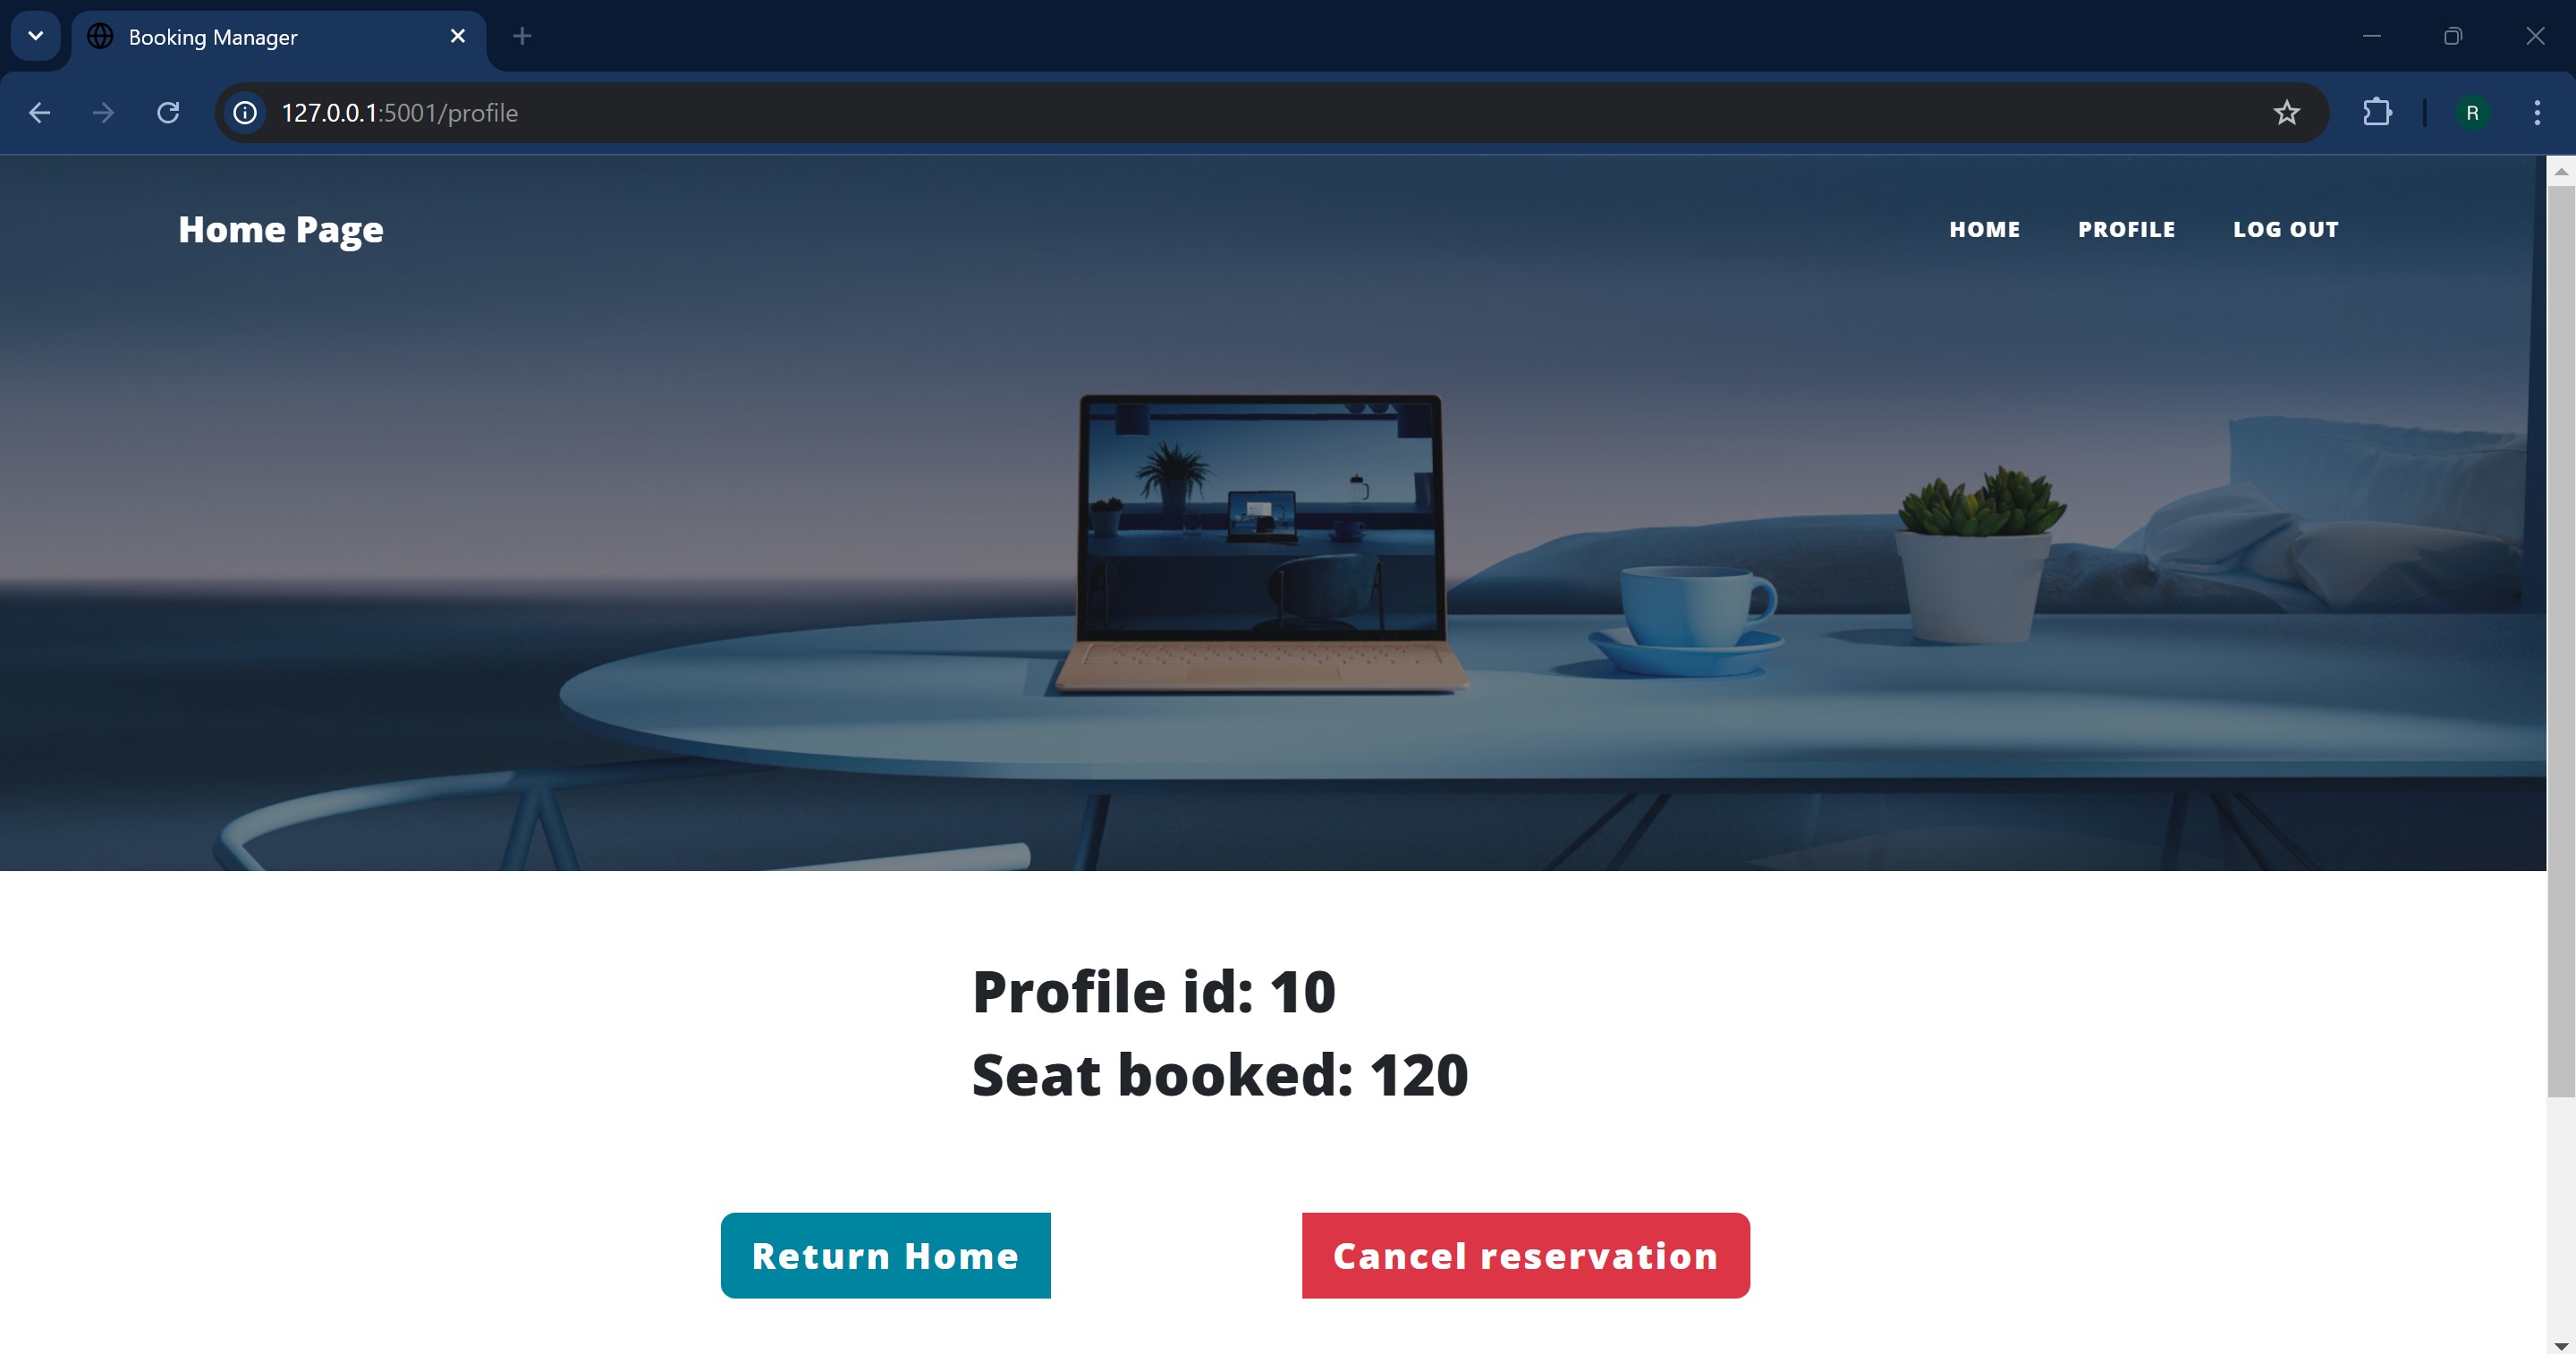 Booking Manager
127.0.0.1:5001/profile
R
Home Page
HOME PROFILE LOG OUT
Profile id: 10
Seat booked: 120
Return Home Cancel reservation